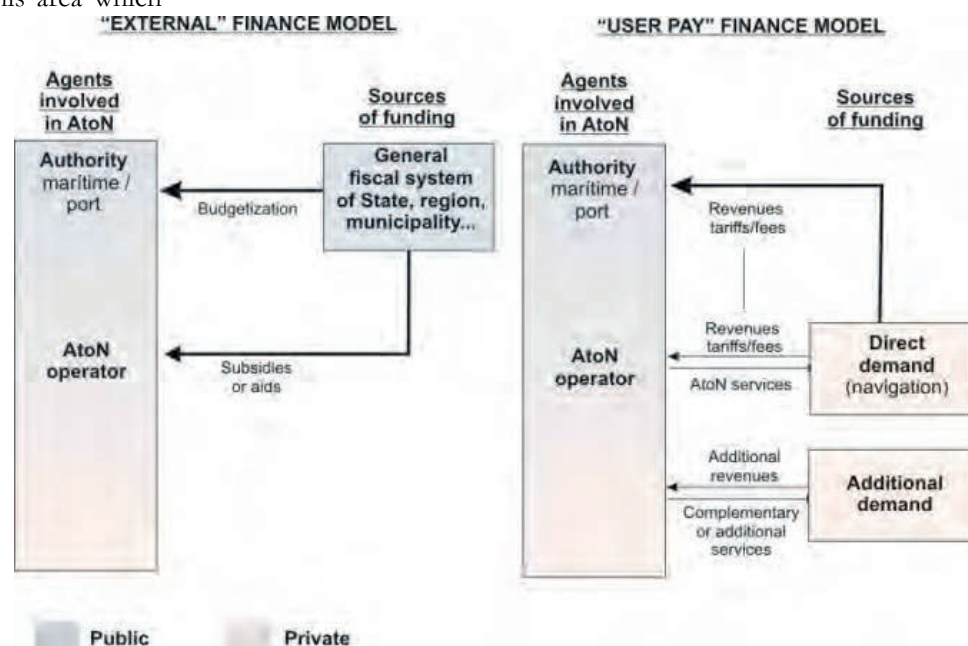 is area which
"EXTERNAL" FINANCE MODEL
Agents
involved
in AtoN
Sources
of funding
Authority
maritime /
port
General
fiscal system
of State, region,
municipality...
Budgetization
AtoN
operator
Subsidies
or aids
"USER PAY" FINANCE MODEL
Agents
involved
in AtoN
Sources
of funding
Authority
maritime /
port
Revenues
tariffs/fees
Revenues
tariffs/fees
AtoN
operator
AtoN services
Direct
demand
(navigation)
Additional
revenues
Additional
demand
Complementary
or additional
services
Public
Private